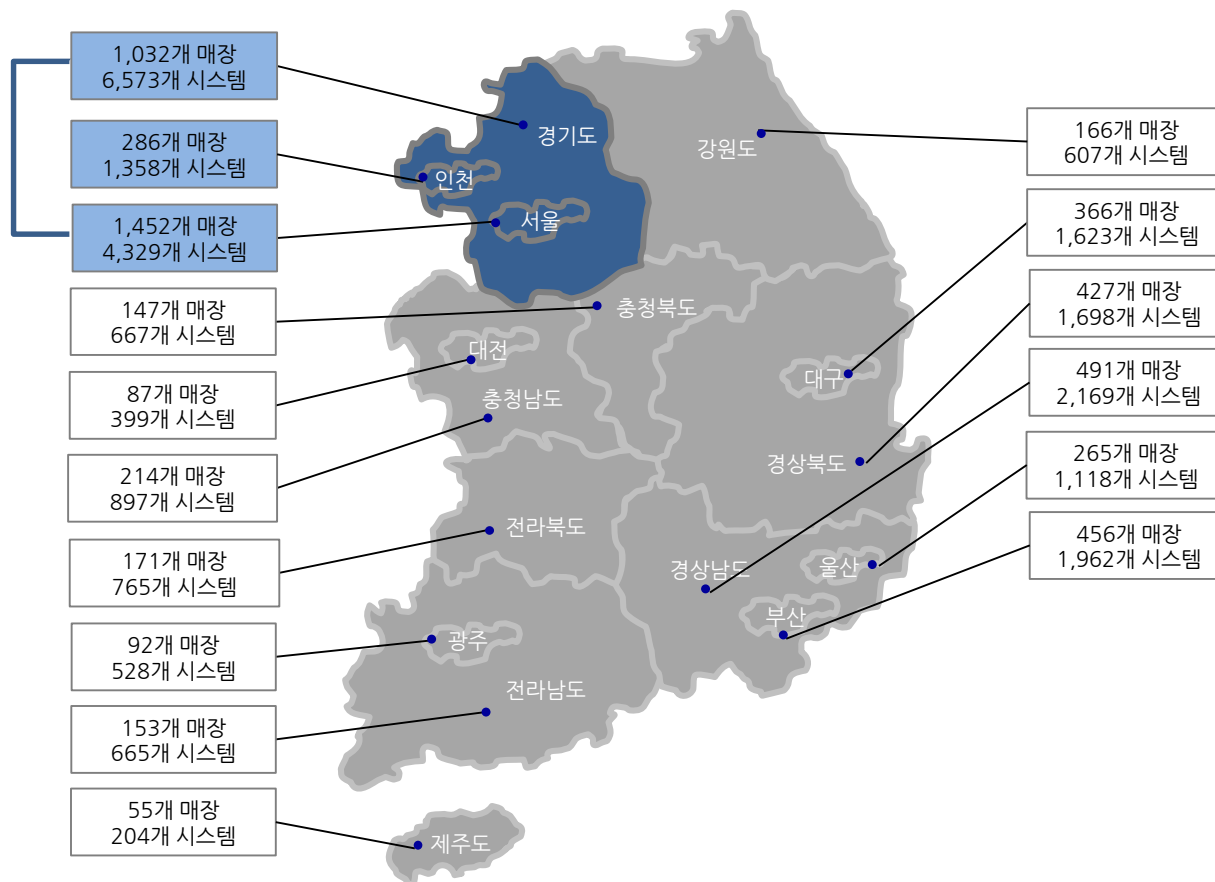 1,032개 매장
6,573개 시스템
286개 매장
1,358개 시스템
1,452개 매장
4,329개 시스템
147개 매장
667개 시스템
87개 매장
399개 시스템
214개 매장
897개 시스템
171개 매장
765개 시스템
92개 매장
528개 시스템
153개 매장
665개 시스템
55개 매장
204개 시스템
경기도
인천
서울
강원도
충청북도
대전
충청남도
대구
경상북도
전라북도
경상남도
울산
부산
광주
전라남도
제주도
166개 매장
607개 시스템
366개 매장
1,623개 시스템
427개 매장
1,698개 시스템
491개 매장
2,169개 시스템
265개 매장
1,118개 시스템
456개 매장
1,962개 시스템